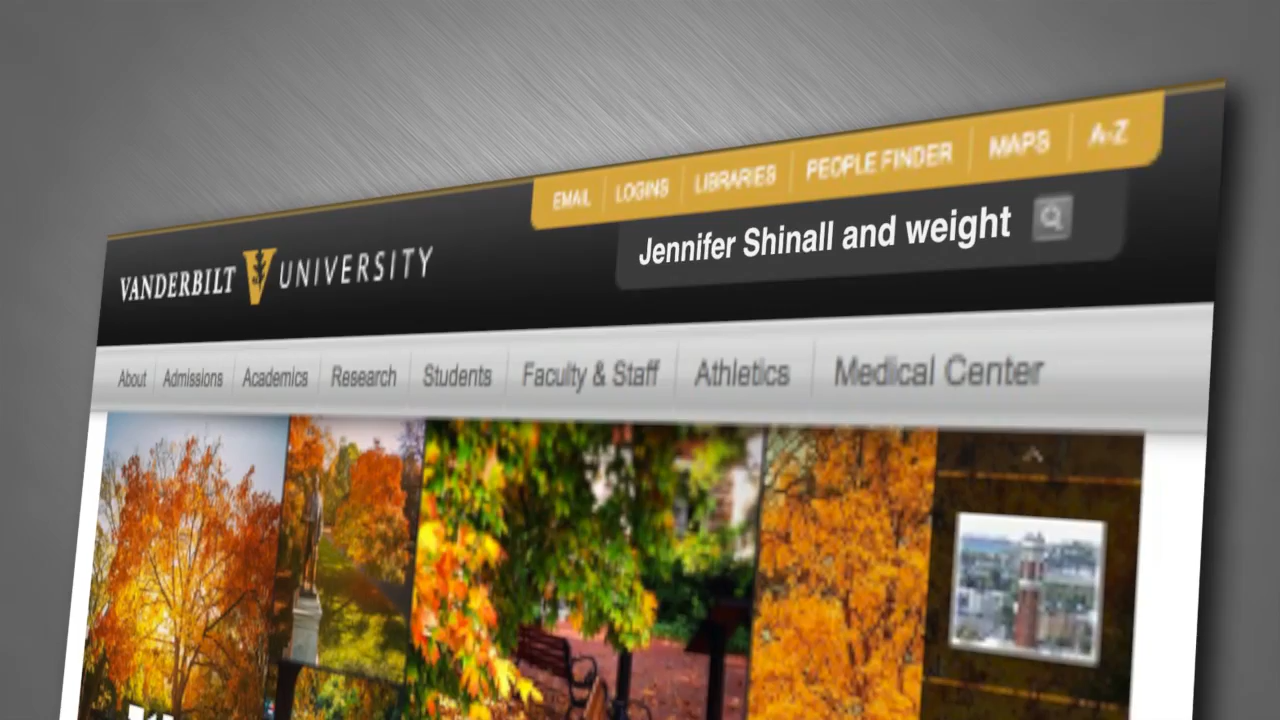 EMAIL LOGINS LIBRARIES PEOPLE FINDER MAPS A-Z
Jennifer Shinall and weight
VANDERBILT V UNIVERSITY
About Admissions Academics Research Students Faculty & Staff Athletics Medical Center